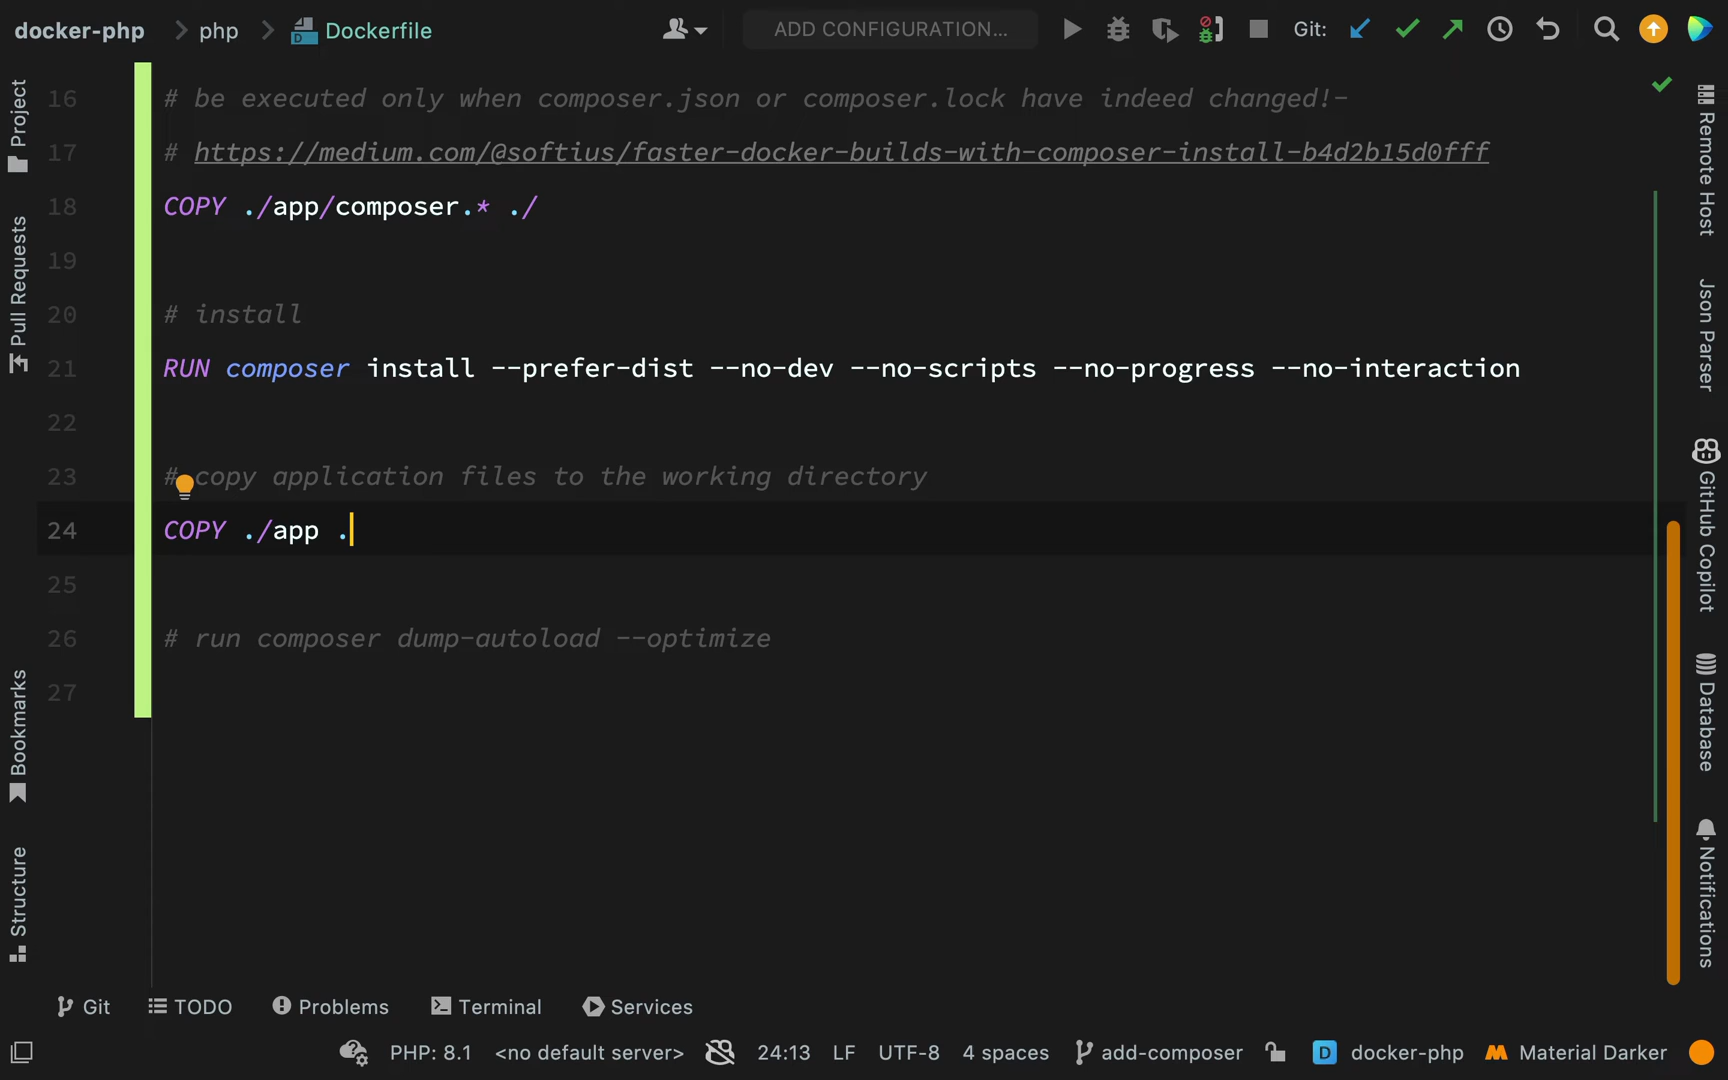 docker-php php Dockerfile ADD CONFIGURATION... Git:
16 # be executed only when composer.json or composer.lock have indeed changed!-
17 # https://medium.com/@softius/faster-docker-builds-with-composer-install-b4d2b15d0fff
18 COPY ./app/composer.* ./
19
20 # install
21 RUN composer install --prefer-dist --no-dev --no-scripts --no-progress --no-interaction
22
23 # copy application files to the working directory
24 COPY ./app .
25
26 # run composer dump-autoload --optimize
27
Project
Pull Requests
Bookmarks
Structure
Remote Host
Json Parser
GitHub Copilot
Database
Notifications
Git TODO Problems Terminal Services
PHP: 8.1 <no default server> 24:13 LF UTF-8 4 spaces add-composer D docker-php Material Darker